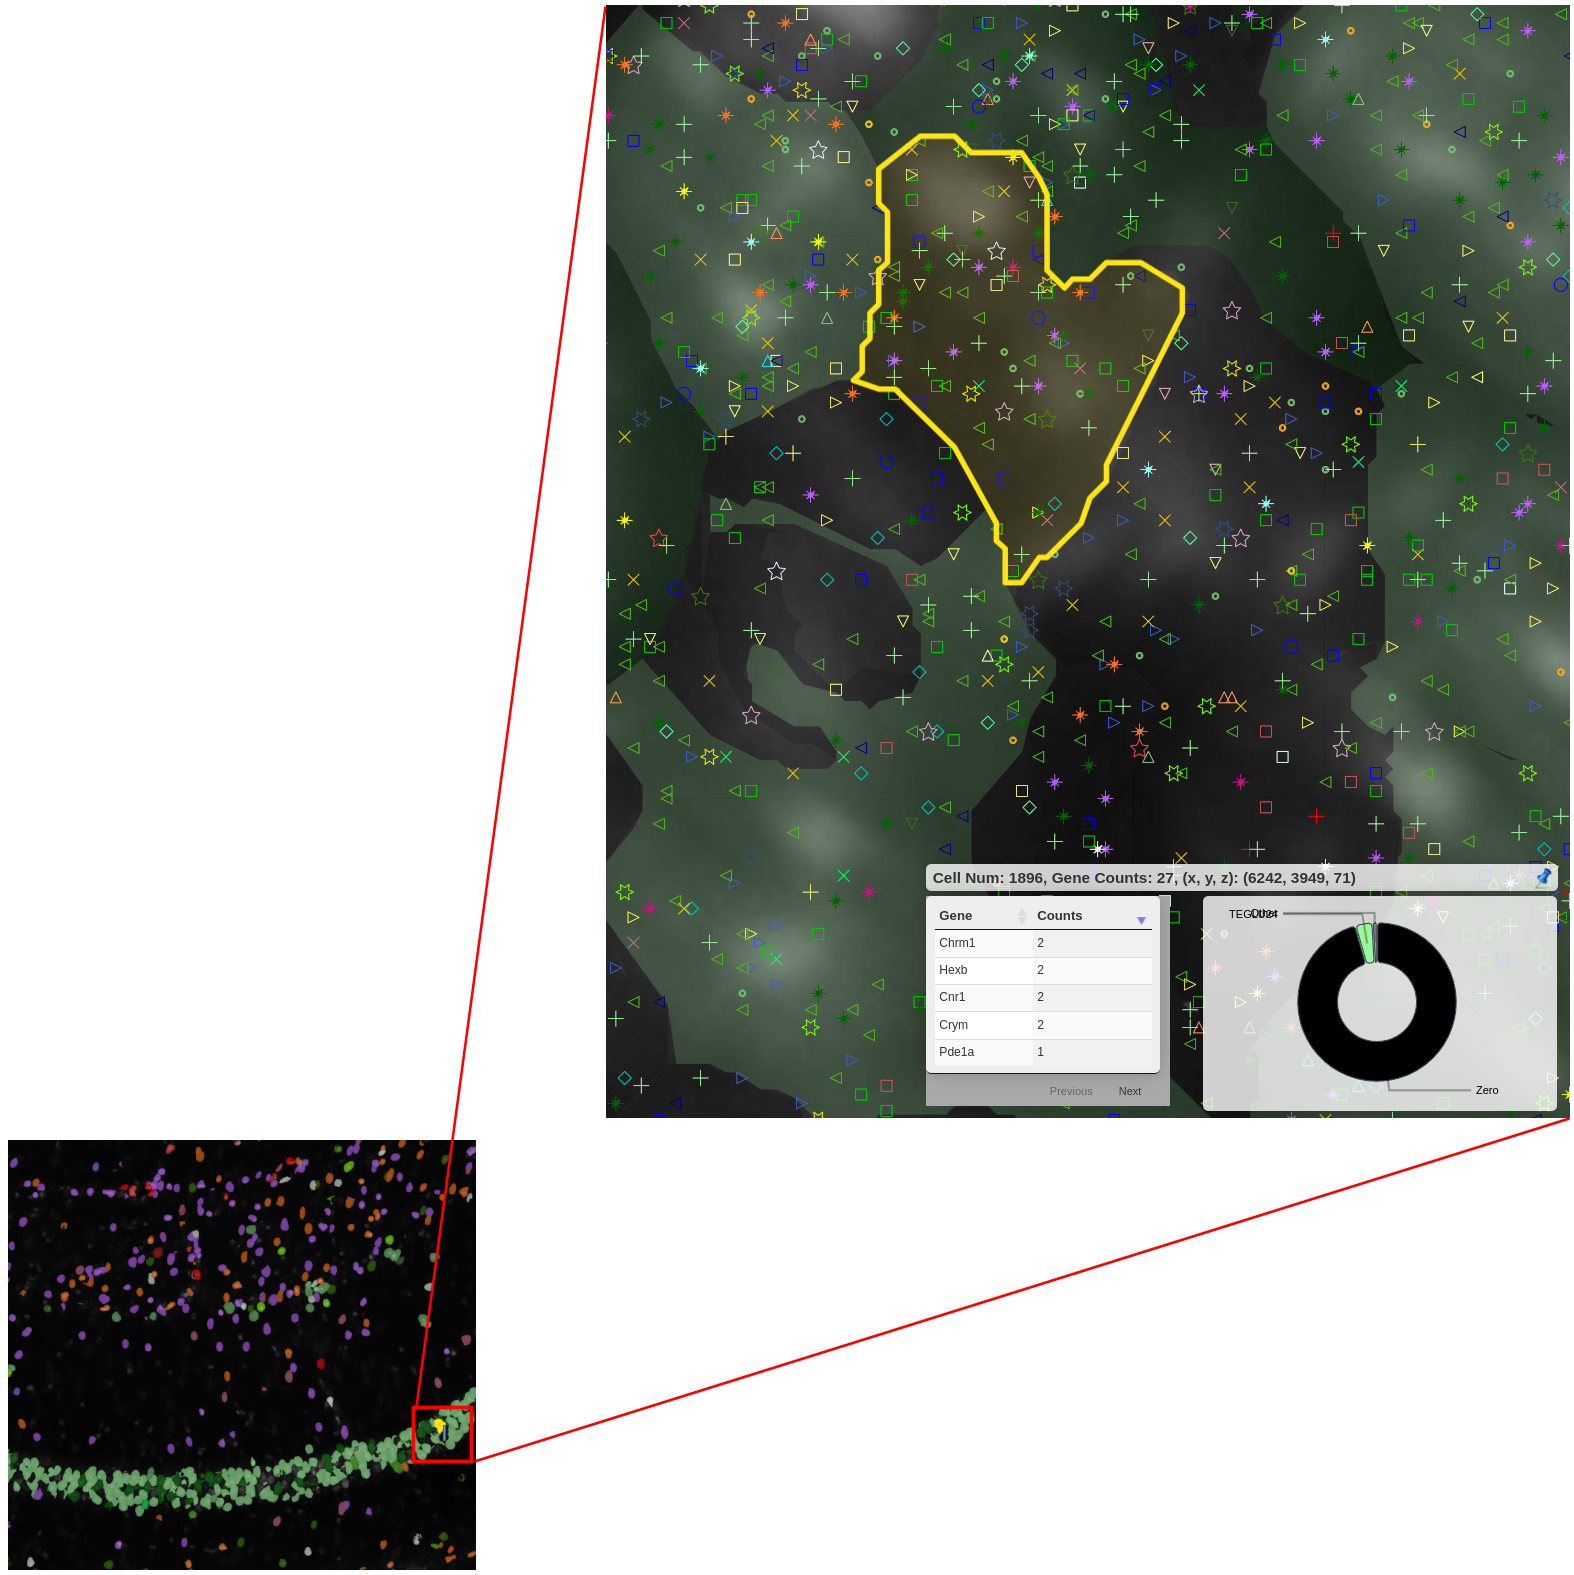 Cell Num: 1896, Gene Counts: 27, (x, y, z): (6242, 3949, 71)
Gene Counts
Chrm1 2
Hexb 2
Cnr1 2
Crym 2
Pde1a 1
Previous Next
Other
Zero